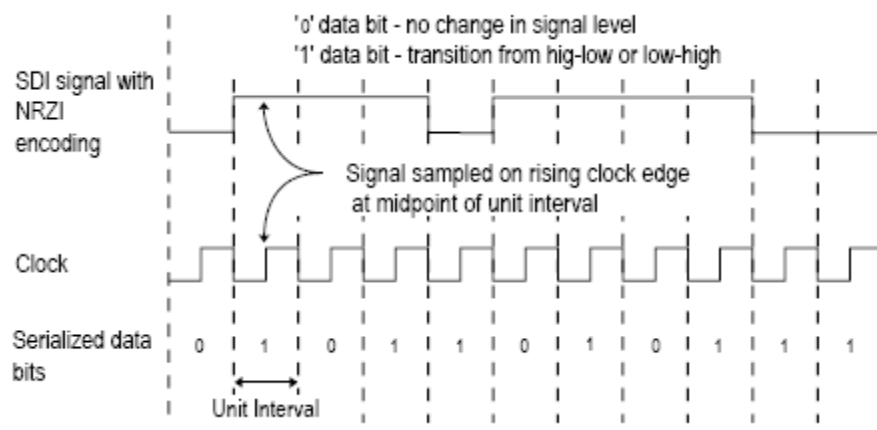 '0' data bit - no change in signal level
'1' data bit - transition from hig-low or low-high
SDI signal with
NRZI
encoding
Signal sampled on rising clock edge
at midpoint of unit interval
Clock
Serialized data
bits
0 1 0 1 1 0 1 0 1 1 1
Unit Interval